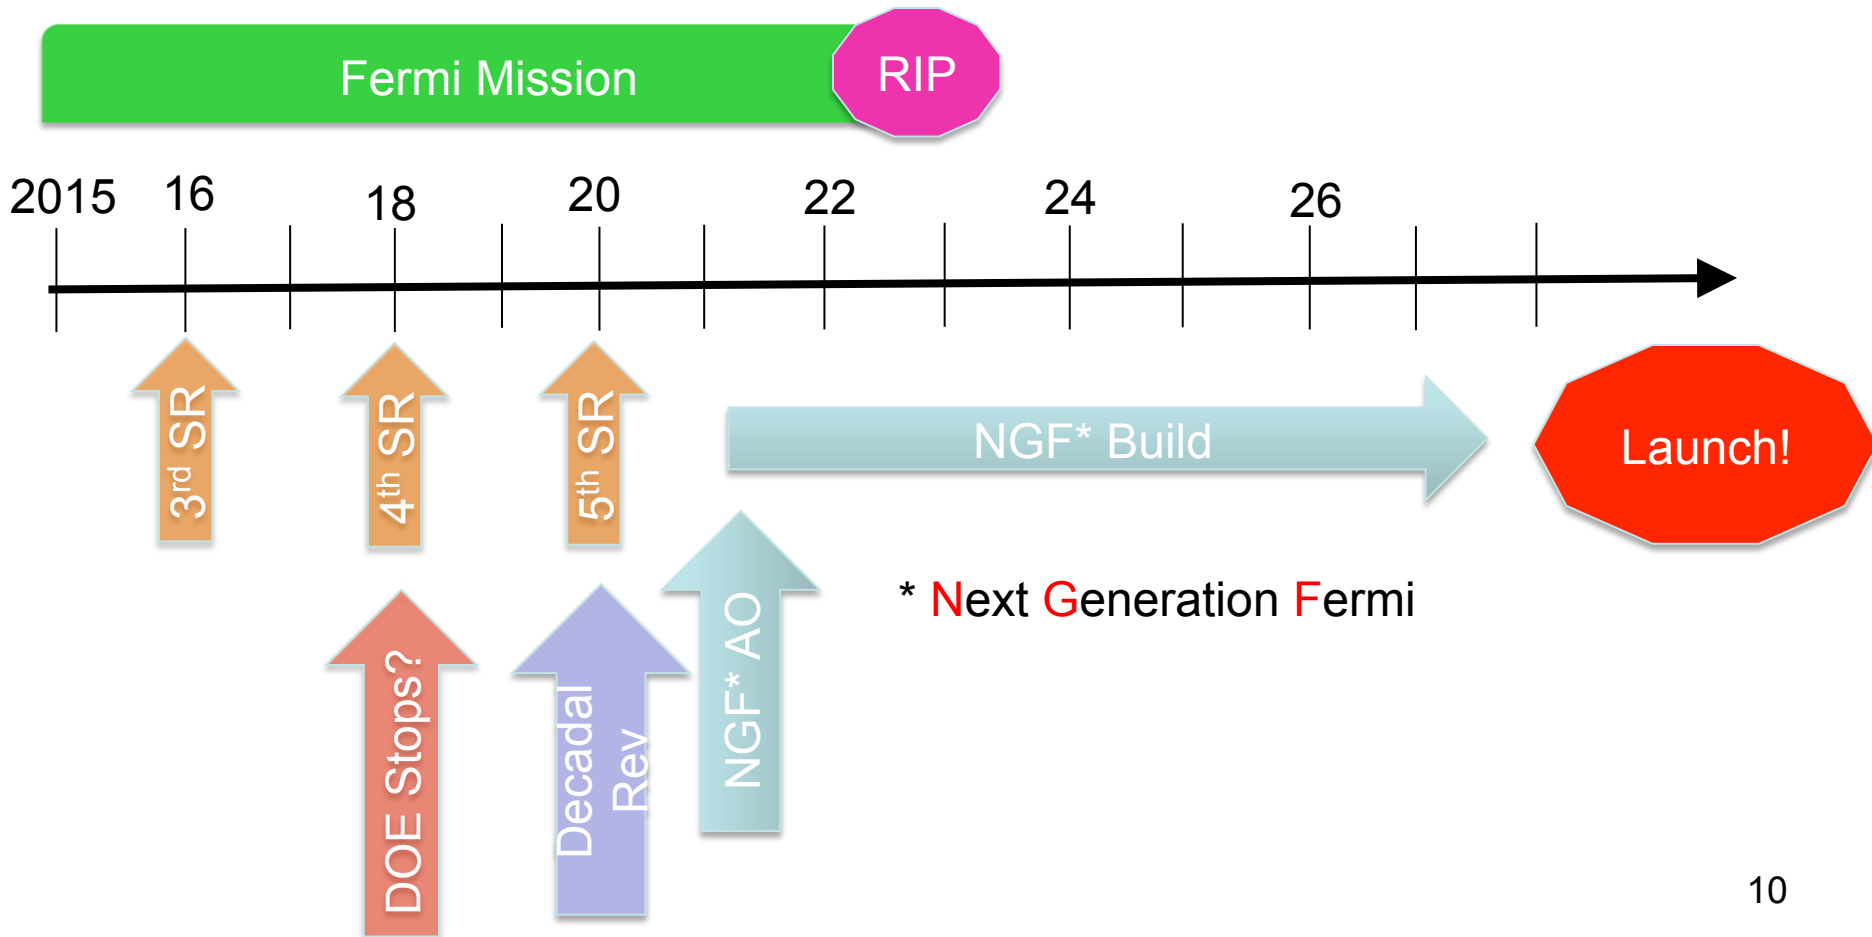 Fermi Mission
RIP
2015
16
18
20
22
24
26
3rd SR
4th SR
5th SR
NGF* Build
Launch!
DOE Stops?
Decadal
Rev
NGF* AO
* Next Generation Fermi
10